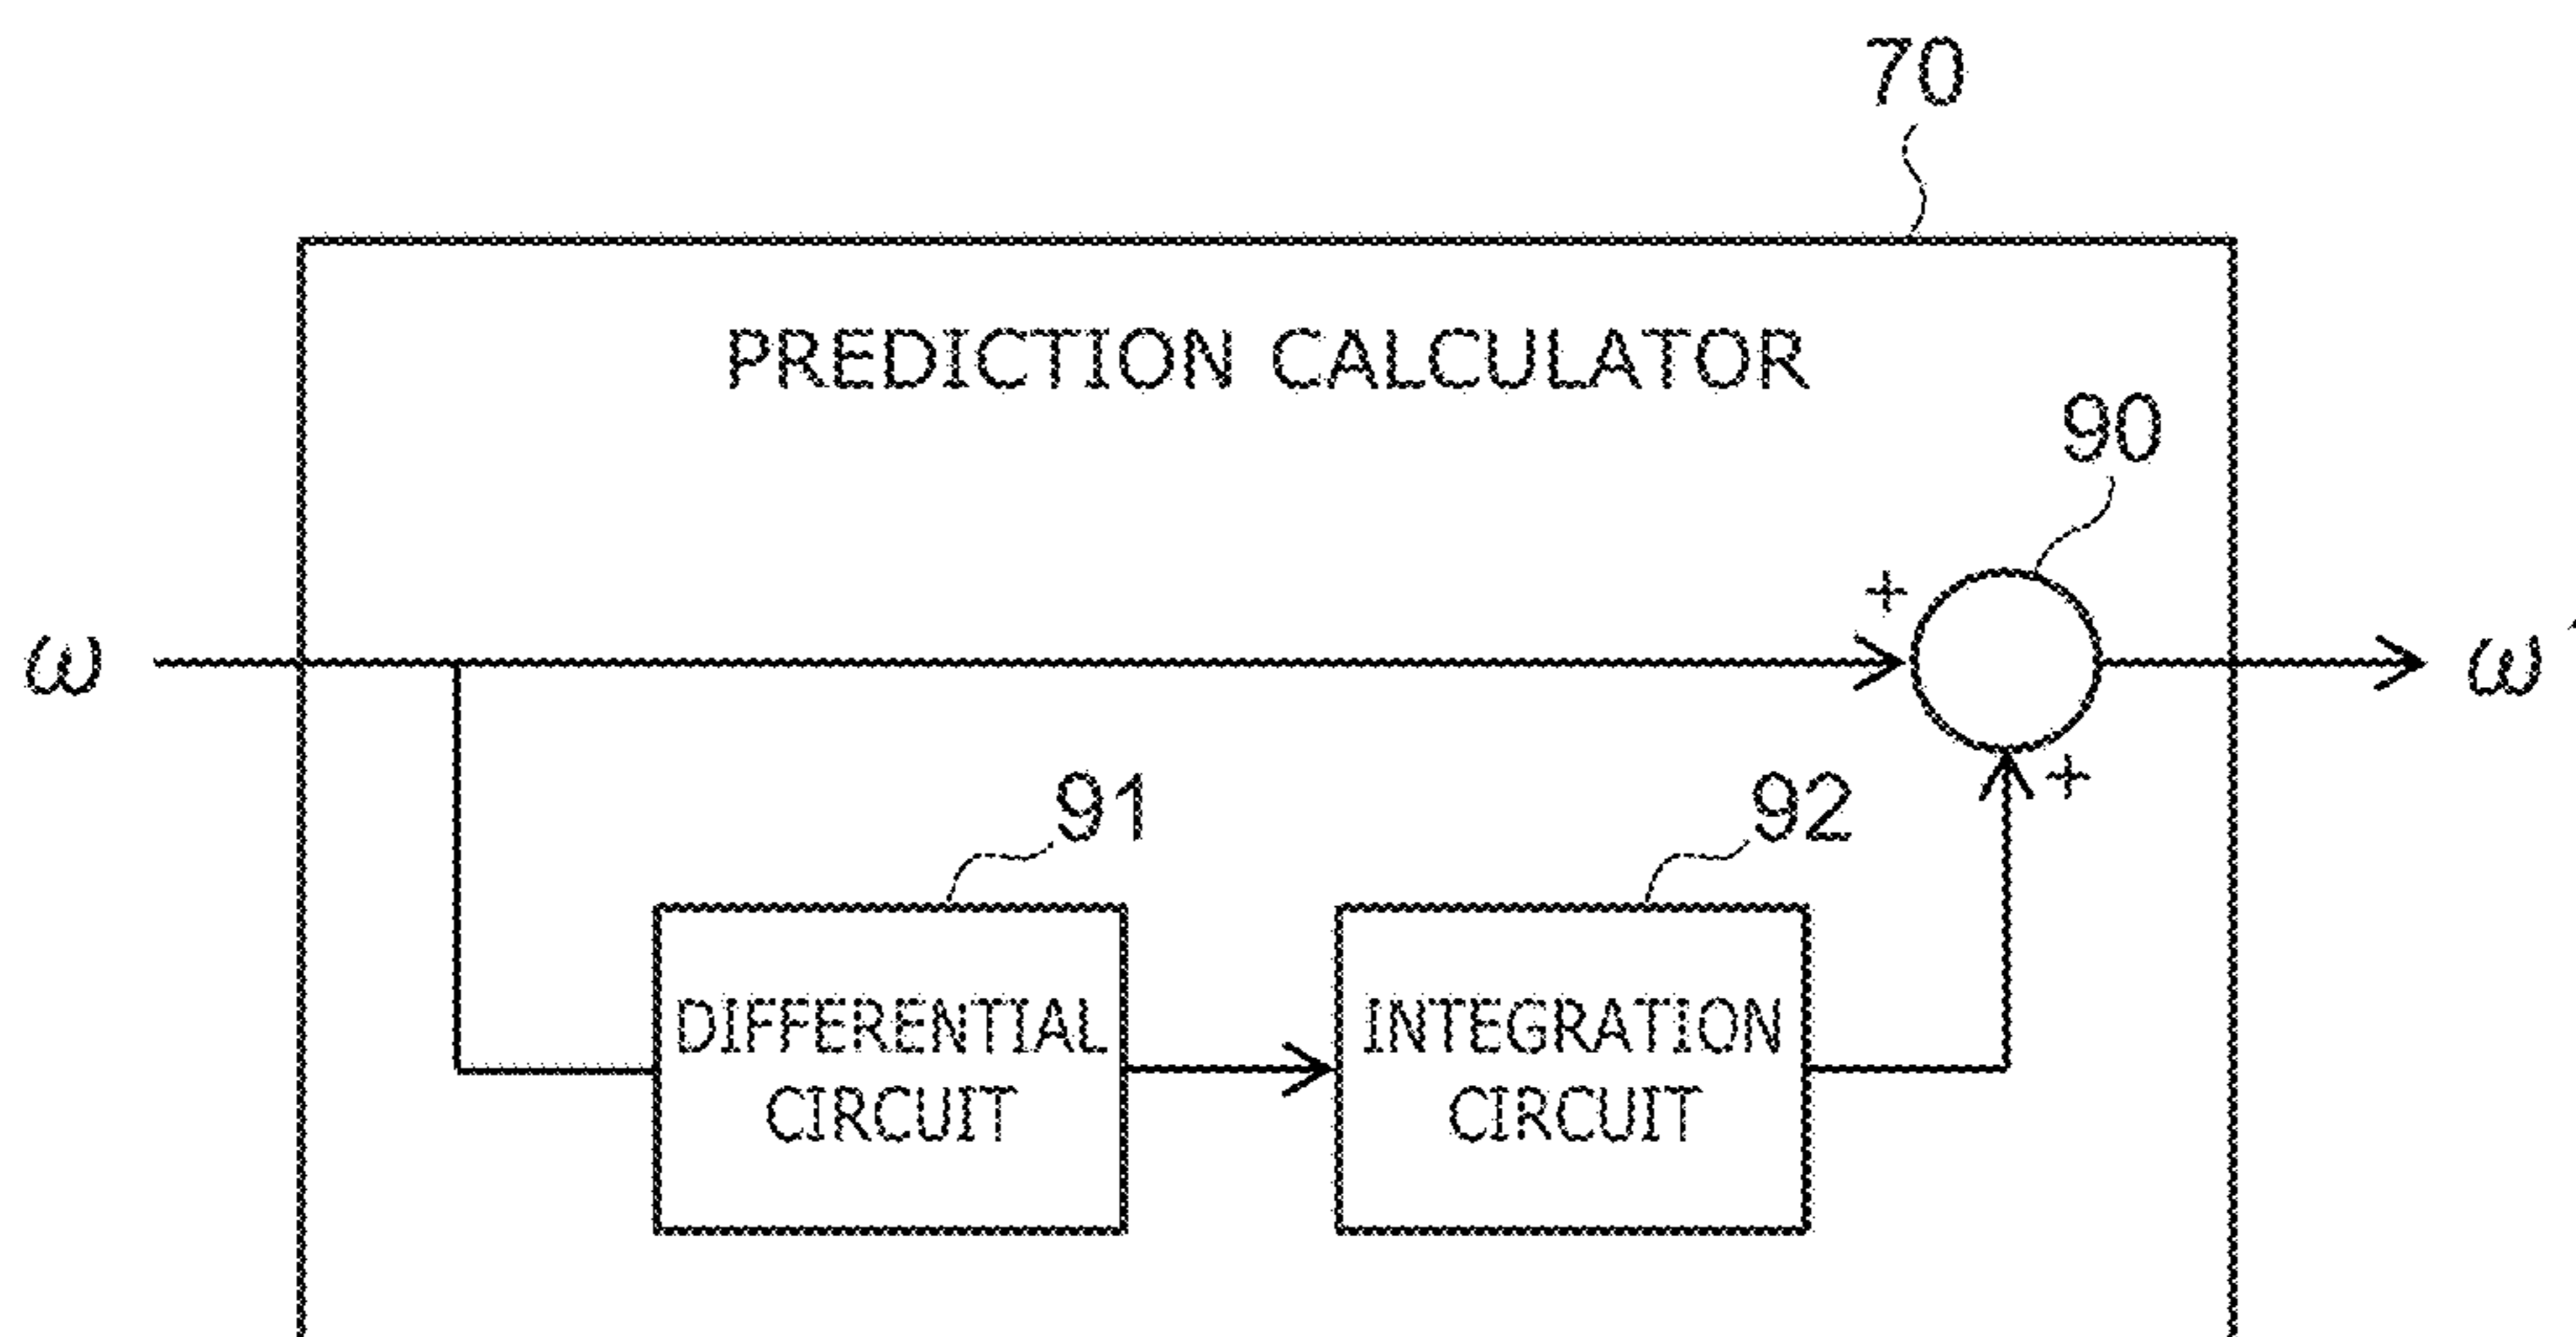 70
PREDICTION CALCULATOR
90
+
ω
ω´
+
91
92
DIFFERENTIAL
CIRCUIT
INTEGRATION
CIRCUIT